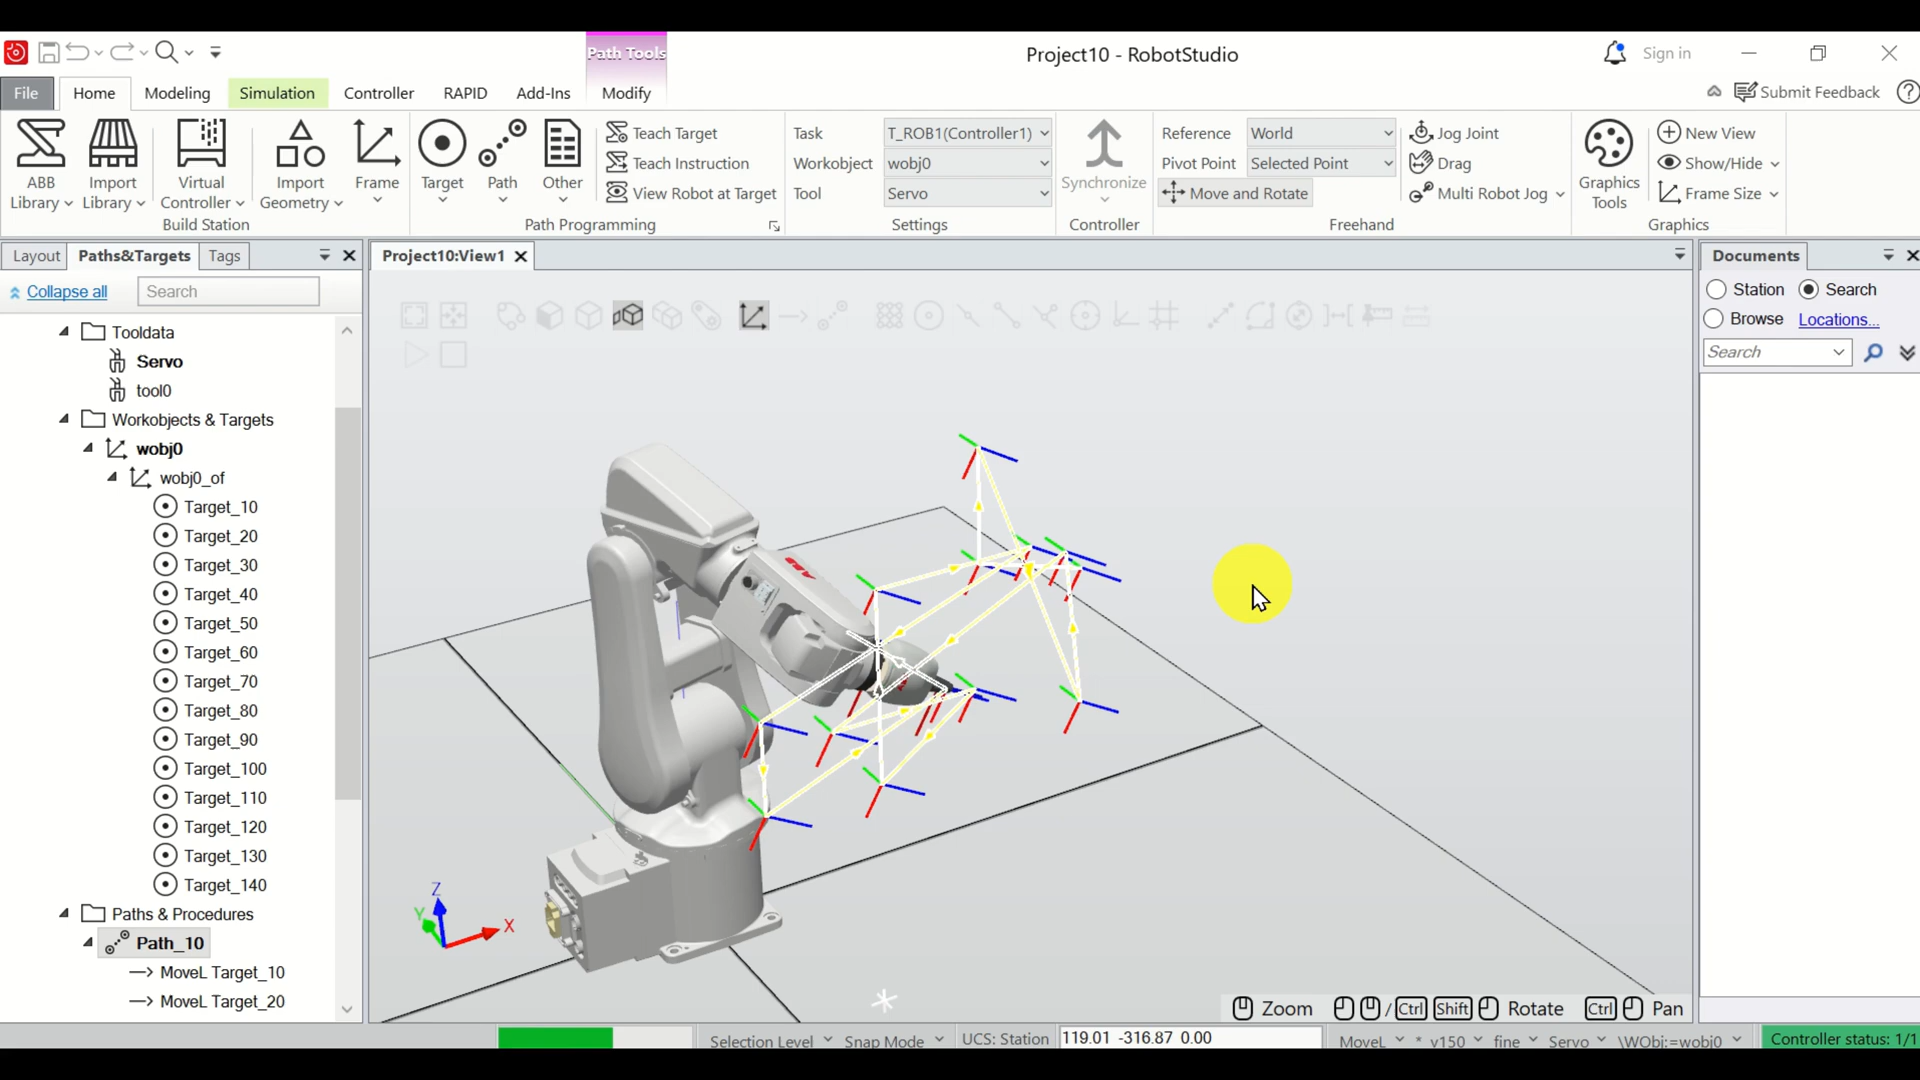 Path Tools
Project10 - RobotStudio
Sign in
File
Home
Modeling
Simulation
Controller
RAPID
Add-Ins
Modify
Submit Feedback
ABB Library
Import Library
Virtual Controller
Import Geometry
Frame
Build Station
Target
Path
Other
Teach Target
Teach Instruction
View Robot at Target
Path Programming
Task
T_ROB1(Controller1)
Workobject
wobj0
Tool
Servo
Settings
Synchronize
Controller
Reference
World
Pivot Point
Selected Point
Move and Rotate
Jog Joint
Drag
Multi Robot Jog
Freehand
Graphics Tools
New View
Show/Hide
Frame Size
Graphics
Layout
Paths&Targets
Tags
Project10:View1
Documents
Collapse all
Search
Station
Search
Browse
Locations...
Search
Tooldata
Servo
tool0
Workobjects & Targets
wobj0
wobj0_of
Target_10
Target_20
Target_30
Target_40
Target_50
Target_60
Target_70
Target_80
Target_90
Target_100
Target_110
Target_120
Target_130
Target_140
Paths & Procedures
Path_10
MoveL Target_10
MoveL Target_20
ABB
Z
Y
X
Zoom
/ Ctrl Shift Rotate
Ctrl Pan
Selection Level
Snap Mode
UCS: Station
119.01 -316.87 0.00
MoveL * v150 fine Servo \WObj:=wobj0
Controller status: 1/1